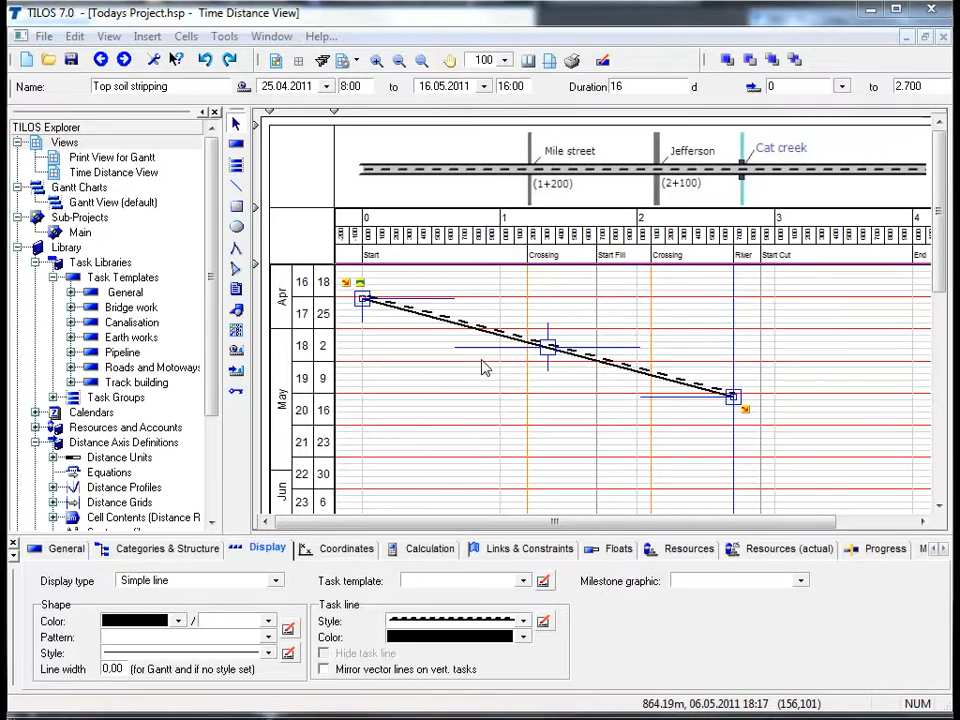 TILOS 7.0 - [Todays Project.hsp - Time Distance View]
File Edit View Insert Cells Tools Window Help...
100
Name: Top soil stripping 25.04.2011 8:00 to 16.05.2011 16:00 Duration 16 d 0 to 2.700
TILOS Explorer
Views
Print View for Gantt
Time Distance View
Gantt Charts
Gantt View (default)
Sub-Projects
Main
Library
Task Libraries
Task Templates
General
Bridge work
Canalisation
Earth works
Pipeline
Roads and Motoways
Track building
Task Groups
Calendars
Resources and Accounts
Distance Axis Definitions
Distance Units
Equations
Distance Profiles
Distance Grids
Cell Contents (Distance R
Mile street Jefferson Cat creek
(1+200) (2+100)
0 1 2 3 4
Start Crossing Start Fill Crossing River Start Cut End
Apr 16 18
17 25
18 2
May 19 9
20 16
21 23
22 30
Jun 23 6
General Categories & Structure Display Coordinates Calculation Links & Constraints Floats Resources Resources (actual) Progress M
Display type Simple line Task template: Milestone graphic:
Shape Task line
Color: / Style:
Pattern: Color:
Style: Hide task line
Line width 0,00 (for Gantt and if no style set) Mirror vector lines on vert. tasks
864.19m, 06.05.2011 18:17 (156,101) NUM